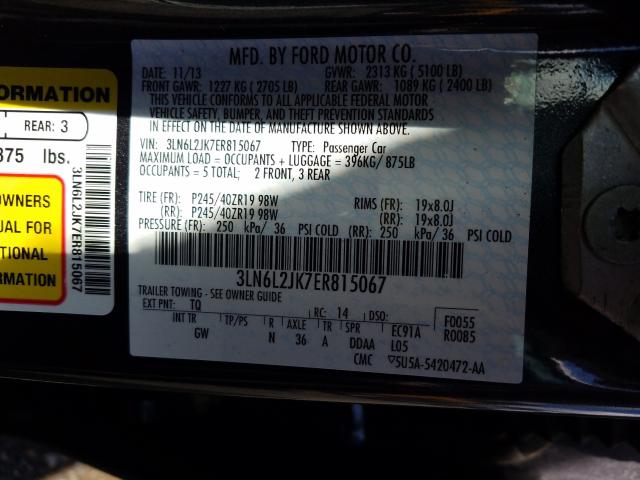 ORMATION
REAR: 3
875 lbs.
OWNERS
UAL FOR
TIONAL
ORMATION
3LN6L2JK7ER815067
MFD. BY FORD MOTOR CO.
DATE: 11/13 GVWR: 2313 KG ( 5100 LB)
FRONT GAWR: 1227 KG ( 2705 LB) REAR GAWR: 1089 KG ( 2400 LB)
THIS VEHICLE CONFORMS TO ALL APPLICABLE FEDERAL MOTOR
VEHICLE SAFETY, BUMPER, AND THEFT PREVENTION STANDARDS
IN EFFECT ON THE DATE OF MANUFACTURE SHOWN ABOVE.
VIN: 3LN6L2JK7ER815067 TYPE: Passenger Car
MAXIMUM LOAD = OCCUPANTS + LUGGAGE = 396KG/ 875LB
OCCUPANTS = 5 TOTAL; 2 FRONT, 3 REAR
TIRE (FR): P245/40ZR19 98W RIMS (FR): 19x8.0J
(RR): P245/40ZR19 98W (RR): 19x8.0J
PRESSURE (FR): 250 kPa/ 36 PSI COLD (RR): 250 kPa/ 36 PSI COLD
3LN6L2JK7ER815067
TRAILER TOWING - SEE OWNER GUIDE
EXT PNT: TQ RC: 14 DSO:
INT TR TP/PS R AXLE TR SPR EC91A F0055
GW N 36 A DDAA L05 R0085
CMC 5U5A-5420472-AA